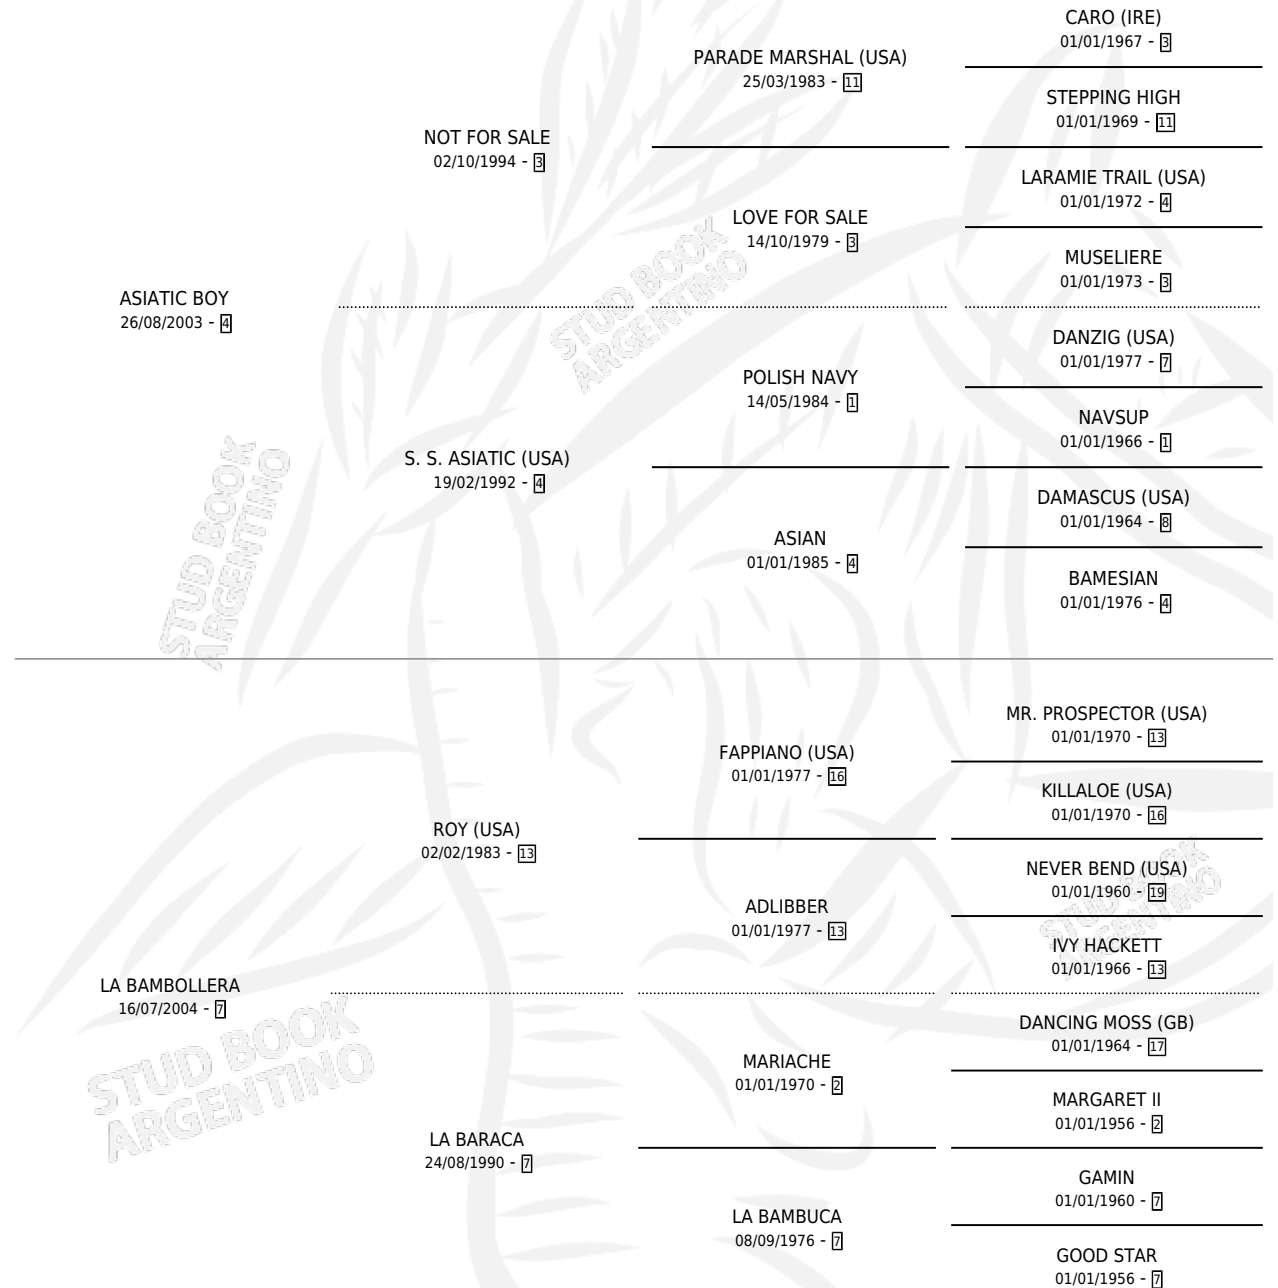 CARO (IRE)
01/01/1967 - 3
PARADE MARSHAL (USA)
25/03/1983 - 11
STEPPING HIGH
01/01/1969 - 11
NOT FOR SALE
02/10/1994 - 3
LARAMIE TRAIL (USA)
01/01/1972 - 4
LOVE FOR SALE
14/10/1979 - 3
MUSELIERE
01/01/1973 - 3
ASIATIC BOY
26/08/2003 - 4
STUD BOOK
ARGENTINO
DANZIG (USA)
01/01/1977 - 7
POLISH NAVY
14/05/1984 - 1
NAVSUP
01/01/1966 - 1
S. S. ASIATIC (USA)
19/02/1992 - 4
DAMASCUS (USA)
01/01/1964 - 8
ASIAN
01/01/1985 - 4
BAMESIAN
01/01/1976 - 4
STUD BOOK
ARGENTINO
MR. PROSPECTOR (USA)
01/01/1970 - 13
FAPPIANO (USA)
01/01/1977 - 16
KILLALOE (USA)
01/01/1970 - 16
ROY (USA)
02/02/1983 - 13
NEVER BEND (USA)
01/01/1960 - 19
ADLIBBER
01/01/1977 - 13
IVY HACKETT
01/01/1966 - 13
STUD BOOK
ARGENTINO
LA BAMBOLLERA
16/07/2004 - 7
DANCING MOSS (GB)
01/01/1964 - 17
MARIACHE
01/01/1970 - 2
MARGARET II
01/01/1956 - 2
STUD BOOK
ARGENTINO
LA BARACA
24/08/1990 - 7
GAMIN
01/01/1960 - 7
LA BAMBUCA
08/09/1976 - 7
GOOD STAR
01/01/1956 - 7